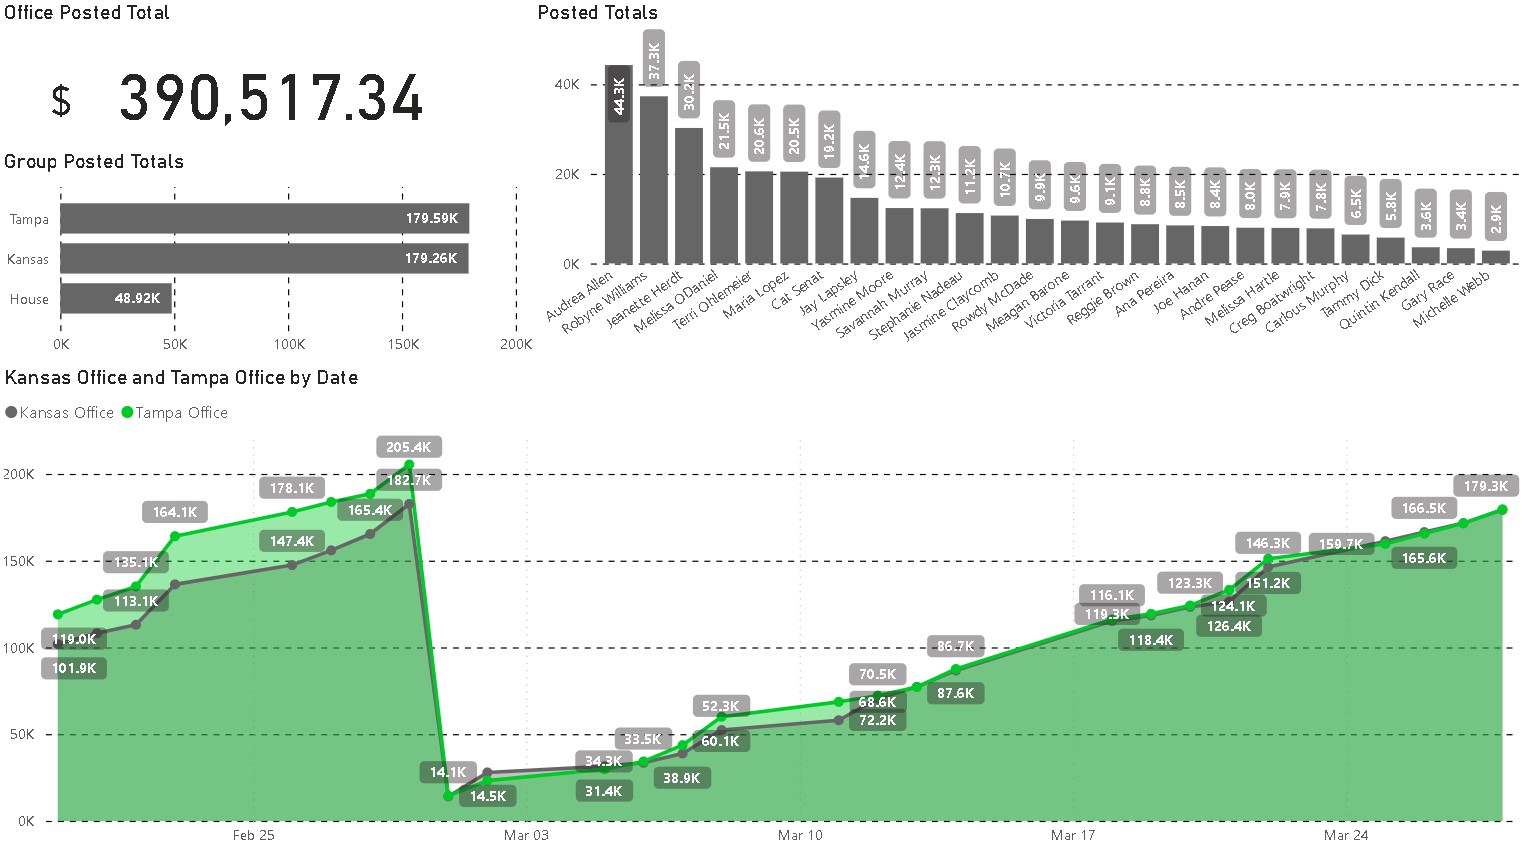 Office Posted Total
$ 390,517.34
Group Posted Totals
Tampa
179.59K
Kansas
179.26K
House
48.92K
0K
50K
100K
150K
200K
Posted Totals
40K
20K
0K
44.3K
37.3K
30.2K
21.5K
20.6K
20.5K
19.2K
14.6K
12.4K
12.3K
11.2K
10.7K
9.9K
9.6K
9.1K
8.8K
8.5K
8.4K
8.0K
7.9K
7.8K
6.5K
5.8K
3.6K
3.4K
2.9K
Audrea Allen
Robyne Williams
Jeanette Herdt
Melissa ODaniel
Terri Ohlemeier
Maria Lopez
Cat Senat
Jay Lapsley
Yasmine Moore
Savannah Murray
Stephanie Nadeau
Jasmine Claycomb
Rowdy McDade
Meagan Barone
Victoria Tarrant
Reggie Brown
Ana Pereira
Joe Hanan
Andre Pease
Melissa Hartle
Creg Boatwright
Carlous Murphy
Tammy Dick
Quintin Kendall
Gary Race
Michelle Webb
Kansas Office and Tampa Office by Date
Kansas Office
Tampa Office
200K
150K
100K
50K
0K
119.0K
101.9K
135.1K
113.1K
164.1K
178.1K
147.4K
165.4K
205.4K
182.7K
14.1K
14.5K
34.3K
31.4K
33.5K
38.9K
52.3K
60.1K
70.5K
68.6K
72.2K
86.7K
87.6K
116.1K
119.3K
118.4K
123.3K
124.1K
126.4K
146.3K
151.2K
159.7K
166.5K
165.6K
179.3K
Feb 25
Mar 03
Mar 10
Mar 17
Mar 24